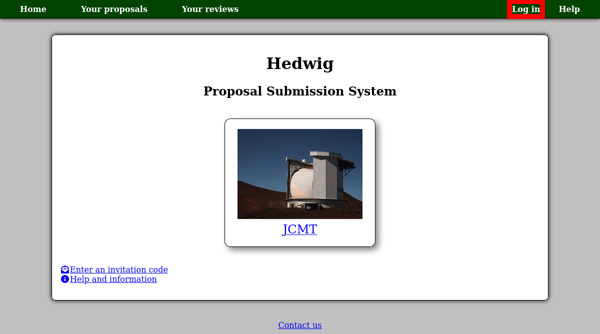 Home Your proposals Your reviews Log in Help
Hedwig
Proposal Submission System
JCMT
Enter an invitation code
Help and information
Contact us